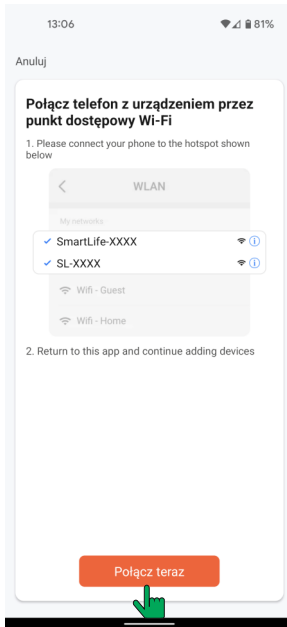 13:06
81%
Anuluj
Połącz telefon z urządzeniem przez
punkt dostępowy Wi-Fi
1. Please connect your phone to the hotspot shown
below
WLAN
My networks
SmartLife-XXXX
SL-XXXX
Wifi - Guest
Wifi - Home
2. Return to this app and continue adding devices
Połącz teraz